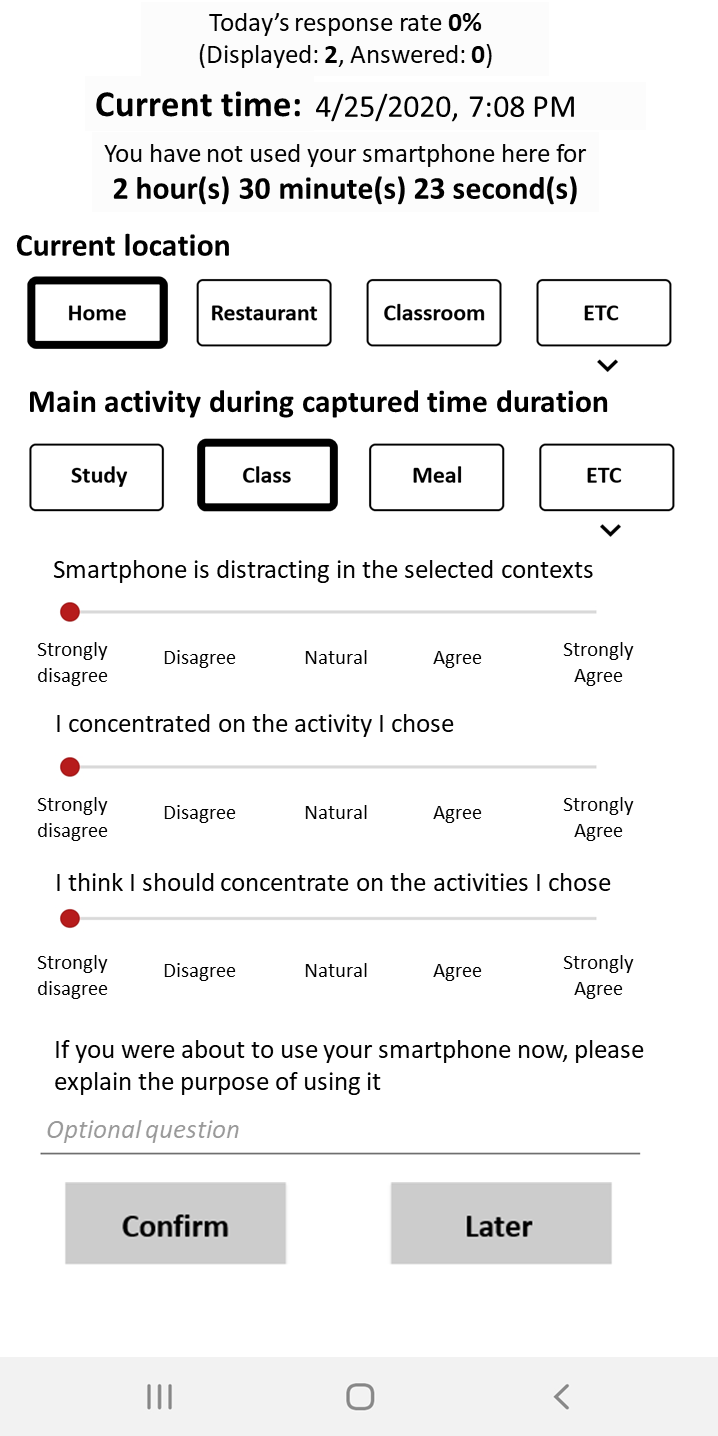 Today's response rate 0%
(Displayed: 2, Answered: 0)
Current time: 4/25/2020, 7:08 PM
You have not used your smartphone here for
2 hour(s) 30 minute(s) 23 second(s)
Current location
Home Restaurant Classroom ETC
Main activity during captured time duration
Study Class Meal ETC
Smartphone is distracting in the selected contexts
Strongly disagree Disagree Natural Agree Strongly Agree
I concentrated on the activity I chose
Strongly disagree Disagree Natural Agree Strongly Agree
I think I should concentrate on the activities I chose
Strongly disagree Disagree Natural Agree Strongly Agree
If you were about to use your smartphone now, please
explain the purpose of using it
Optional question
Confirm Later